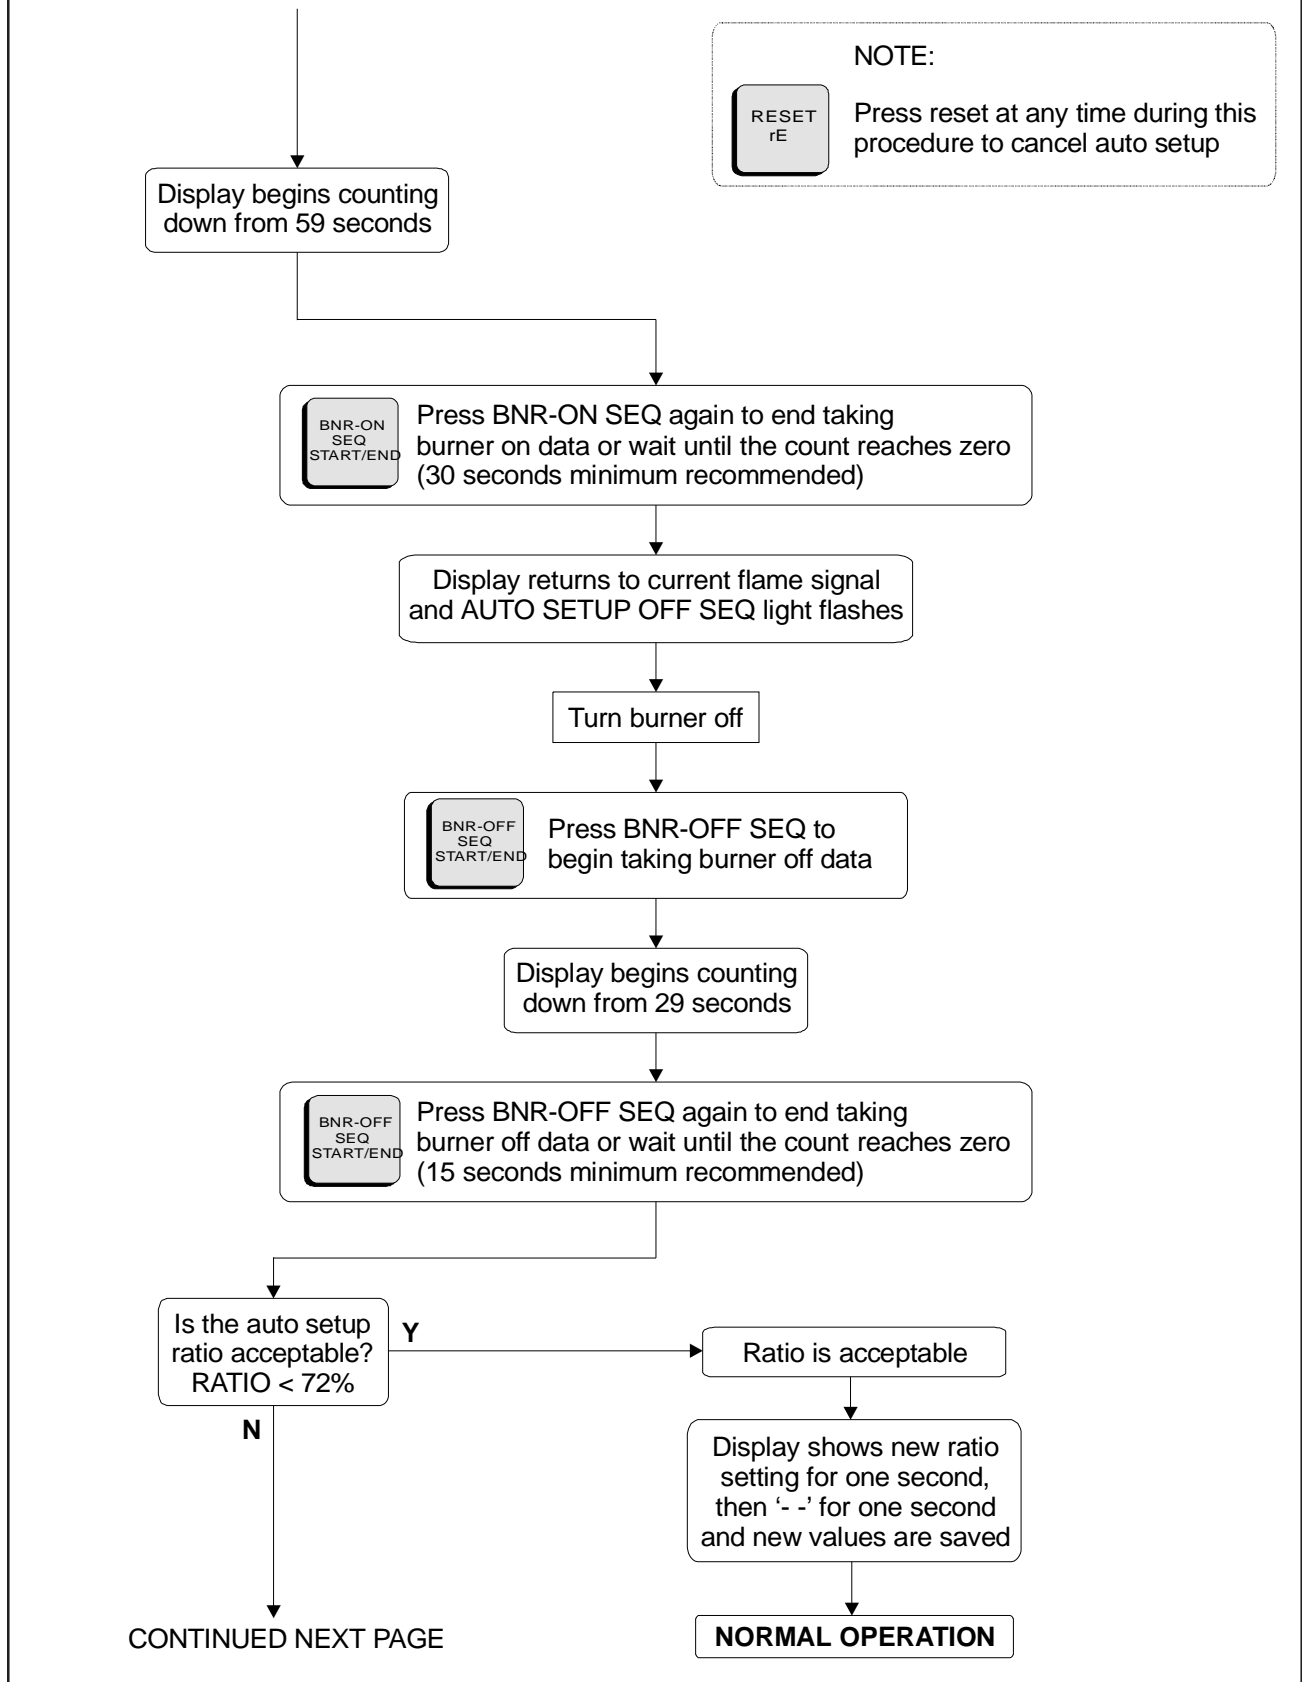 NOTE:
RESET
rE
Press reset at any time during this
procedure to cancel auto setup
Display begins counting
down from 59 seconds
BNR-ON
SEQ
START/END
Press BNR-ON SEQ again to end taking
burner on data or wait until the count reaches zero
(30 seconds minimum recommended)
Display returns to current flame signal
and AUTO SETUP OFF SEQ light flashes
Turn burner off
BNR-OFF
SEQ
START/END
Press BNR-OFF SEQ to
begin taking burner off data
Display begins counting
down from 29 seconds
BNR-OFF
SEQ
START/END
Press BNR-OFF SEQ again to end taking
burner off data or wait until the count reaches zero
(15 seconds minimum recommended)
Is the auto setup
ratio acceptable?
RATIO < 72%
Y
Ratio is acceptable
N
Display shows new ratio
setting for one second,
then ‘- -’ for one second
and new values are saved
CONTINUED NEXT PAGE
NORMAL OPERATION